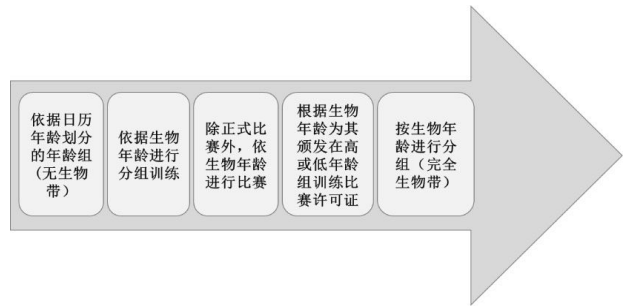 依据日历
年龄划分
的年龄组
(无生物
带）
依据生物
年龄进行
分组训练
除正式比
赛外，依
生物年龄
进行比赛
根据生物
年龄为其
颁发在高
或低年龄
组训练比
赛许可证
按生物年
龄进行分
组（完全
生物带）